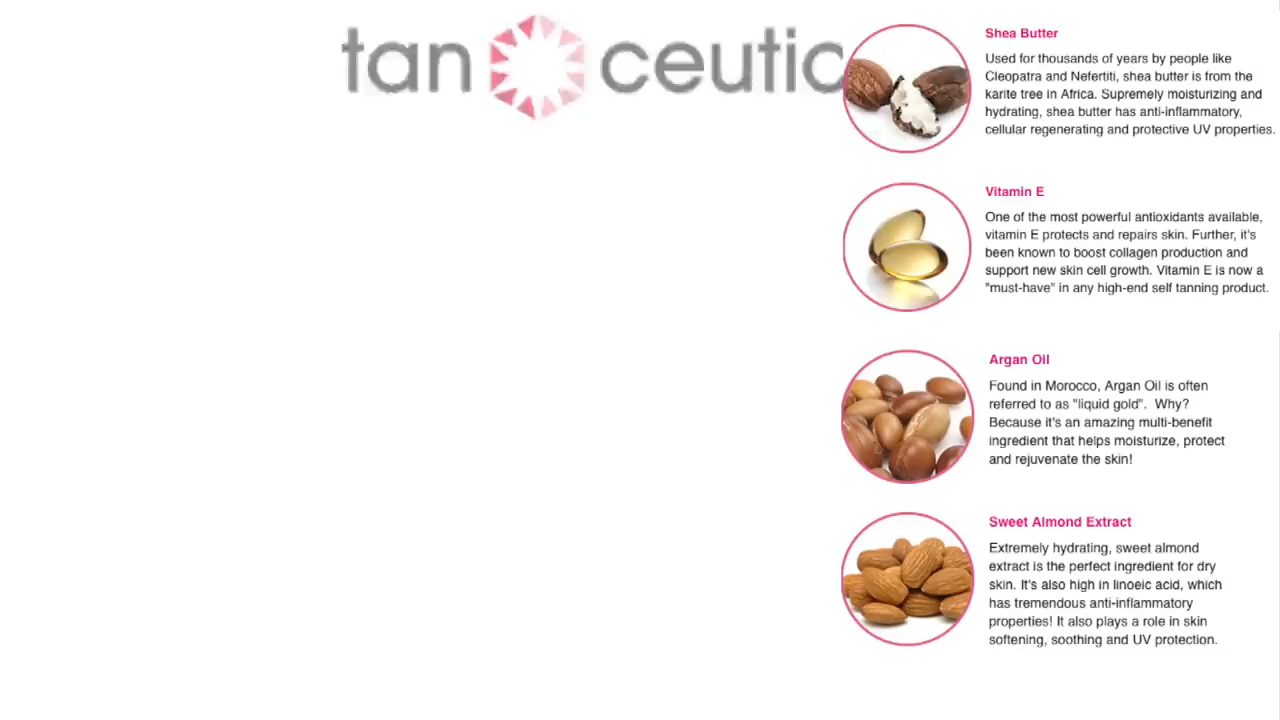 tan ceutic
Shea Butter
Used for thousands of years by people like
Cleopatra and Nefertiti, shea butter is from the
karite tree in Africa. Supremely moisturizing and
hydrating, shea butter has anti-inflammatory,
cellular regenerating and protective UV properties.
Vitamin E
One of the most powerful antioxidants available,
vitamin E protects and repairs skin. Further, it's
been known to boost collagen production and
support new skin cell growth. Vitamin E is now a
"must-have" in any high-end self tanning product.
Argan Oil
Found in Morocco, Argan Oil is often
referred to as "liquid gold". Why?
Because it's an amazing multi-benefit
ingredient that helps moisturize, protect
and rejuvenate the skin!
Sweet Almond Extract
Extremely hydrating, sweet almond
extract is the perfect ingredient for dry
skin. It's also high in linoeic acid, which
has tremendous anti-inflammatory
properties! It also plays a role in skin
softening, soothing and UV protection.